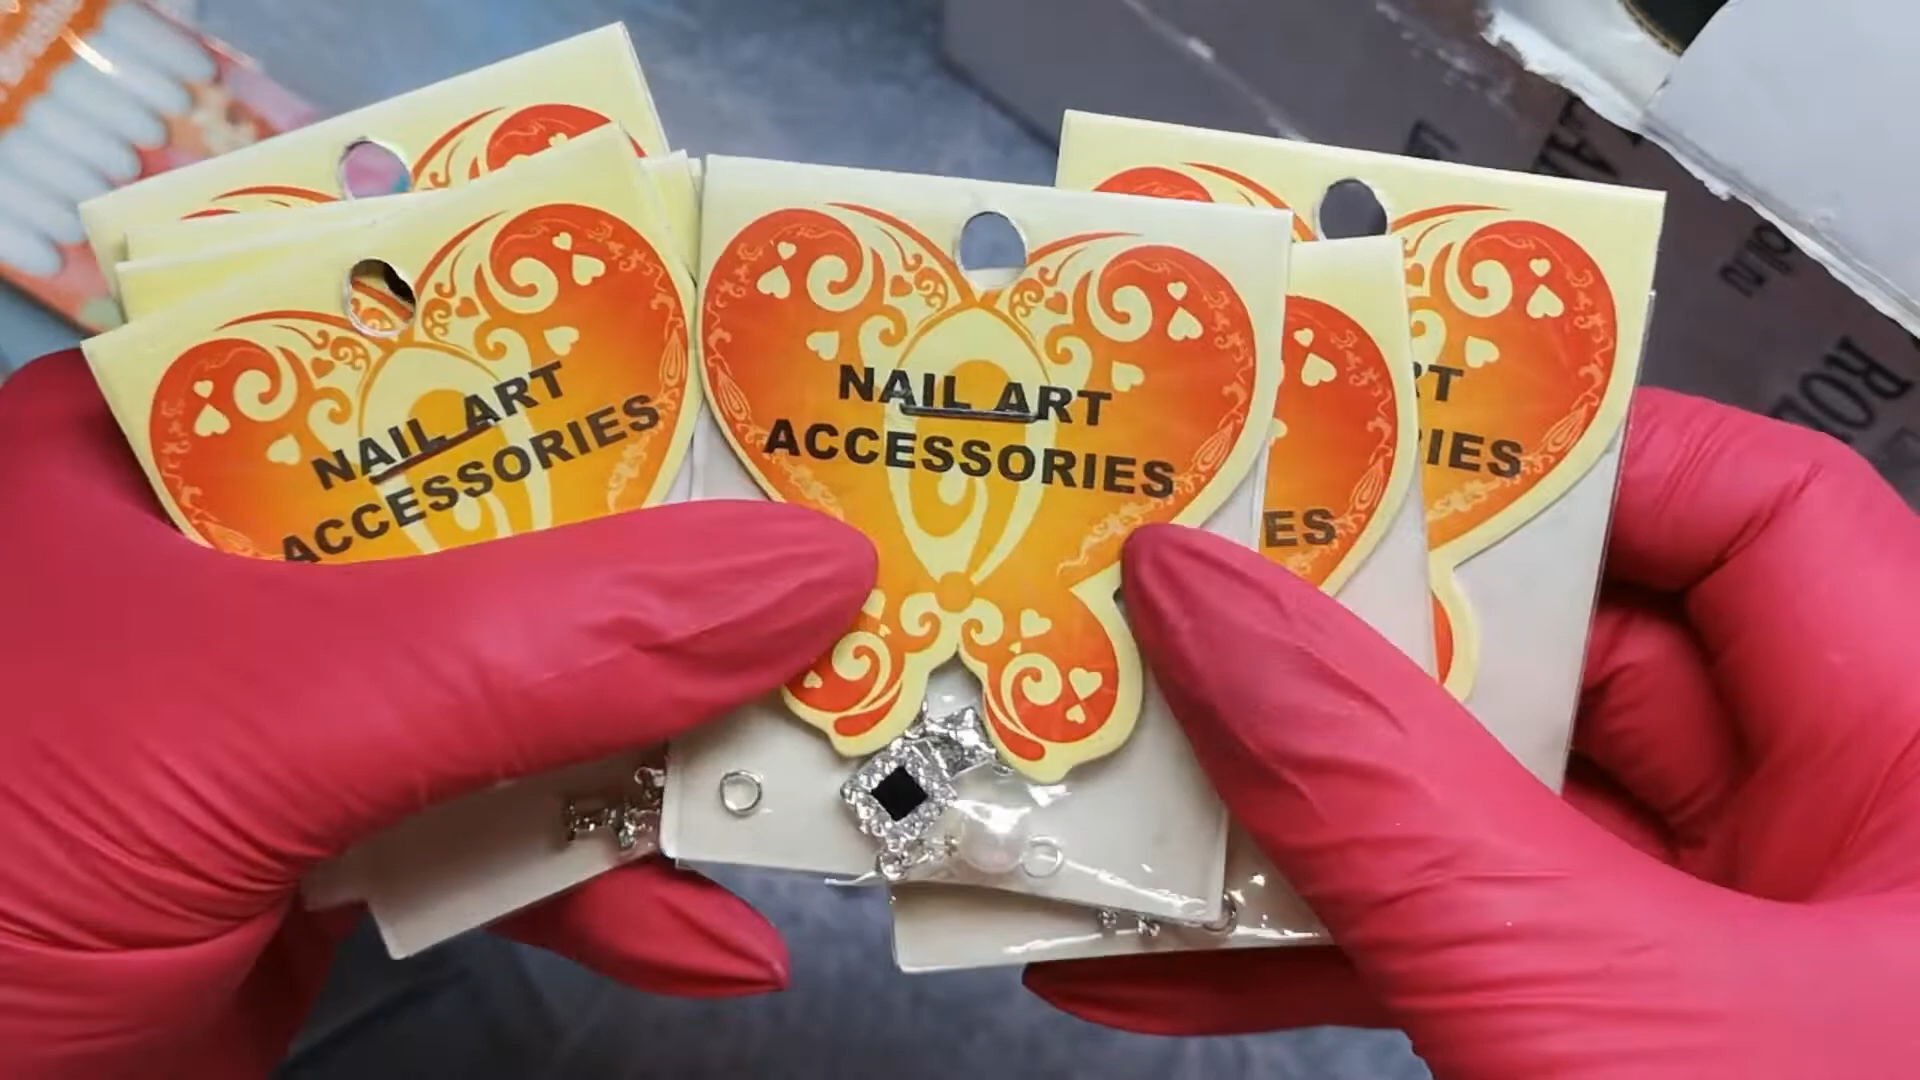 NAIL ART
ACCESSORIES
NAIL ART
ACCESSORIES
ES
RT
IES